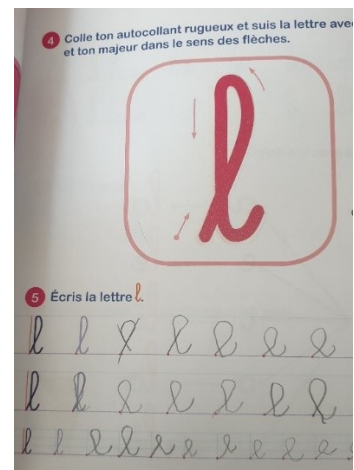 4 Colle ton autocollant rugueux et suis la lettre ave
et ton majeur dans le sens des flèches.
l
5 Écris la lettre l.
l l l l l l l
l l l l l l l
l l l l l l l l l l